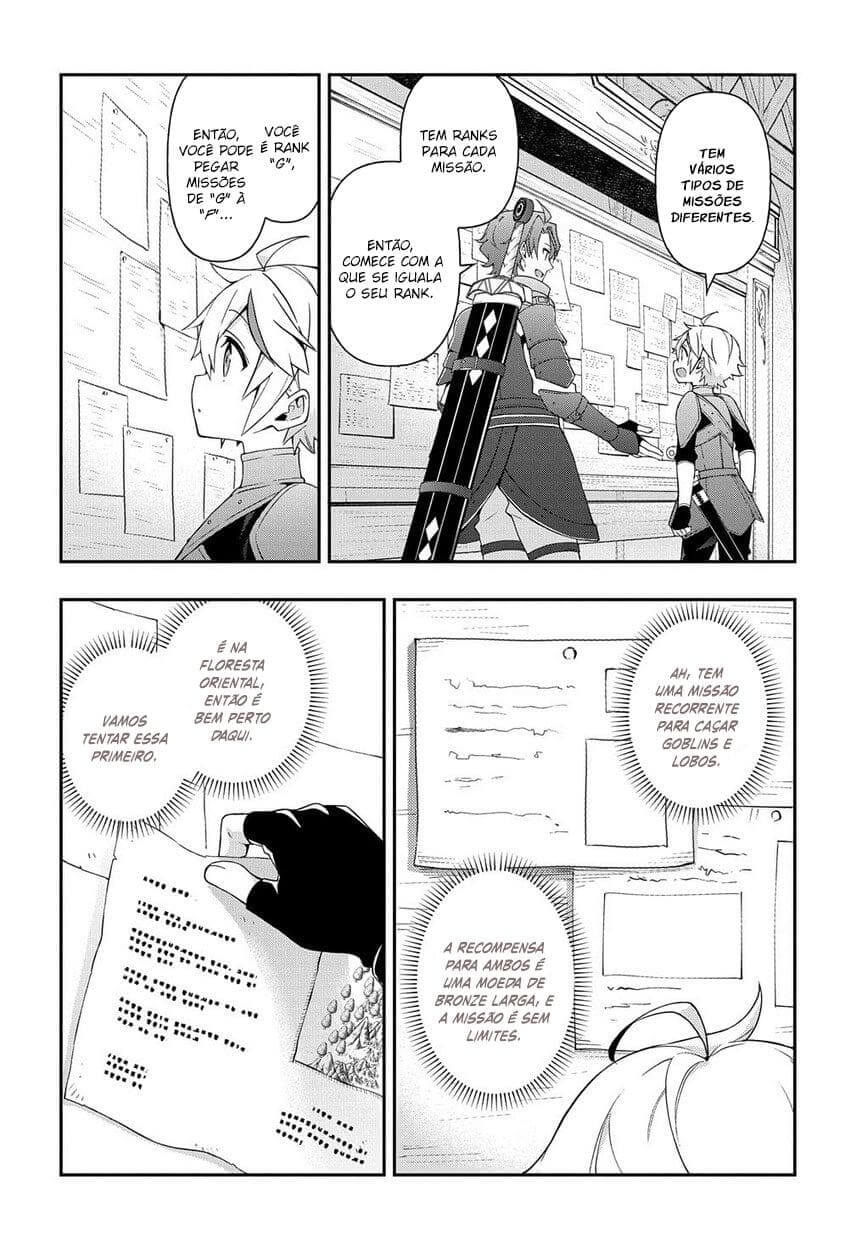 TEM
VÁRIOS
TIPOS DE
MISSÕES
DIFERENTES.
TEM RANKS
PARA CADA
MISSÃO.
ENTÃO,
COMECE COM A
QUE SE IGUALA
O SEU RANK.
VOCÊ
É RANK
"G",
ENTÃO,
VOCÊ PODE
PEGAR
MISSÕES
DE "G" À
"F"...
AH, TEM
UMA MISSÃO
RECORRENTE
PARA CAÇAR
GOBLINS E
LOBOS.
A RECOMPENSA
PARA AMBOS É
UMA MOEDA DE
BRONZE LARGA, E
A MISSÃO É SEM
LIMITES.
É NA
FLORESTA
ORIENTAL,
ENTÃO É
BEM PERTO
DAQUI.
VAMOS
TENTAR ESSA
PRIMEIRO.